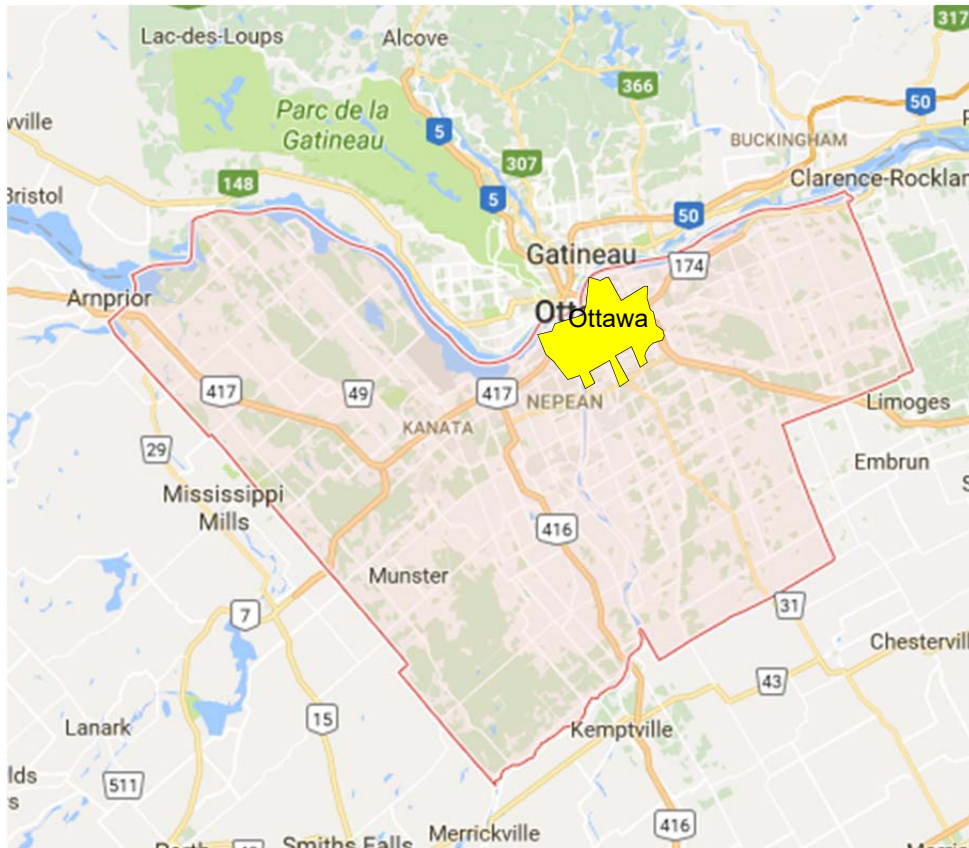 317
Lac-des-Loups
Alcove
366
50
Parc de la
Gatineau
5
BUCKINGHAM
307
148
Clarence-Rocklan
Bristol
5
50
Gatineau
174
Arnprior
Ottawa
417
49
417
NEPEAN
Limoges
KANATA
29
Embrun
Mississippi
Mills
416
Munster
7
31
Chestervill
43
15
Lanark
Kemptville
511
416
Merrickville
Smiths Falls